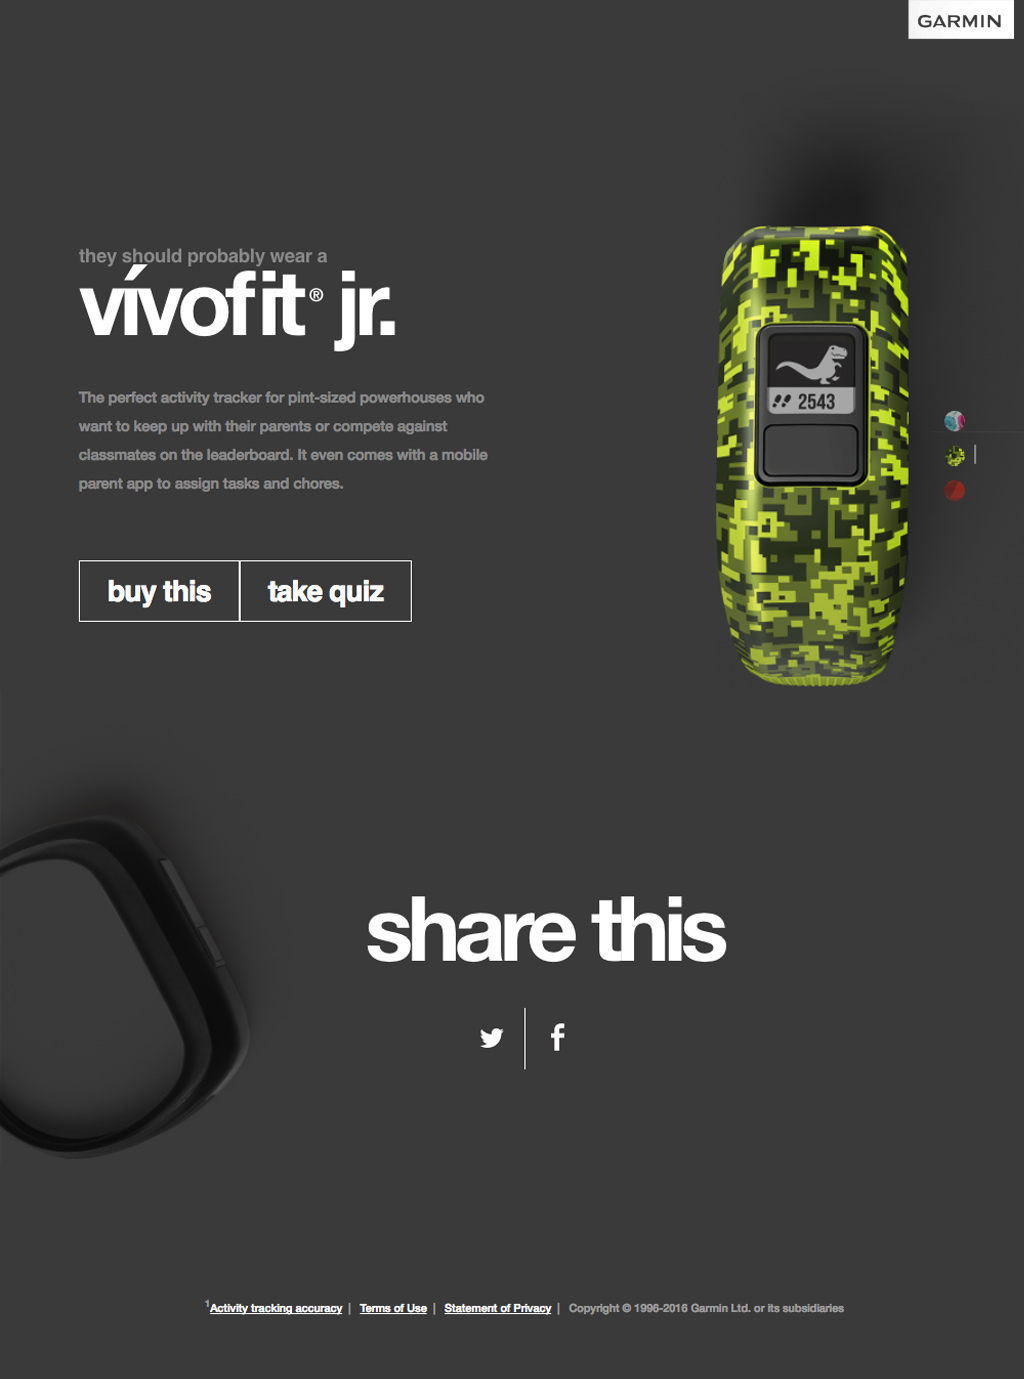 GARMIN
they should probably wear a
vívofit® jr.
The perfect activity tracker for pint-sized powerhouses who
want to keep up with their parents or compete against
classmates on the leaderboard. It even comes with a mobile
parent app to assign tasks and chores.
2543
buy this
take quiz
share this
1Activity tracking accuracy | Terms of Use | Statement of Privacy | Copyright © 1996-2016 Garmin Ltd. or its subsidiaries